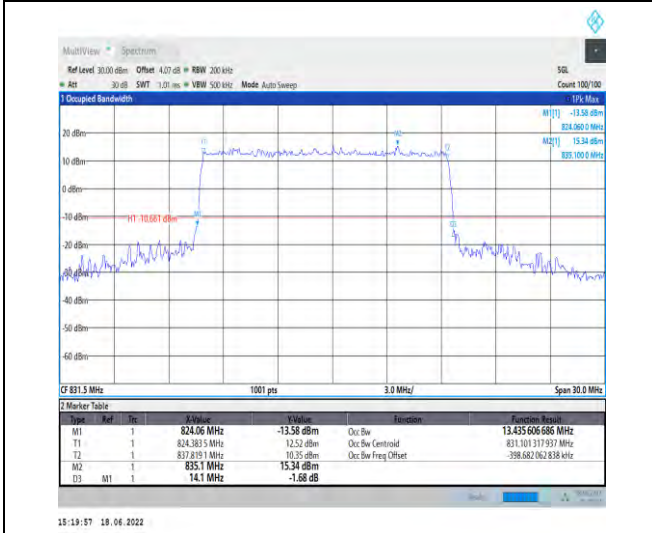 MultiView Spectrum
Ref Level 30.00 dBm Offset 4.07 dB RBW 200 kHz SGL
Att 30 dB SWT 1.01 ms VBW 500 kHz Mode Auto Sweep Count 100/100
1 Occupied Bandwidth 1Pk Max
M1[1] -13.58 dBm
824.060 0 MHz
M2[1] 15.34 dBm
835.100 0 MHz
20 dBm
T1 M2 T2
10 dBm
0 dBm
-10 dBm
H1 -10.661 dBm M1
D3
-20 dBm
-30 dBm
-40 dBm
-50 dBm
-60 dBm
CF 831.5 MHz 1001 pts 3.0 MHz/ Span 30.0 MHz
2 Marker Table
Type Ref Trc X-Value Y-Value Function Function Result
M1 1 824.06 MHz -13.58 dBm Occ Bw 13.435 606 686 MHz
T1 1 824.383 5 MHz 12.52 dBm Occ Bw Centroid 831.101 317 937 MHz
T2 1 837.819 1 MHz 10.35 dBm Occ Bw Freq Offset -398.682 062 838 kHz
M2 1 835.1 MHz 15.34 dBm
D3 M1 1 14.1 MHz -1.68 dB
15:19:57 18.06.2022